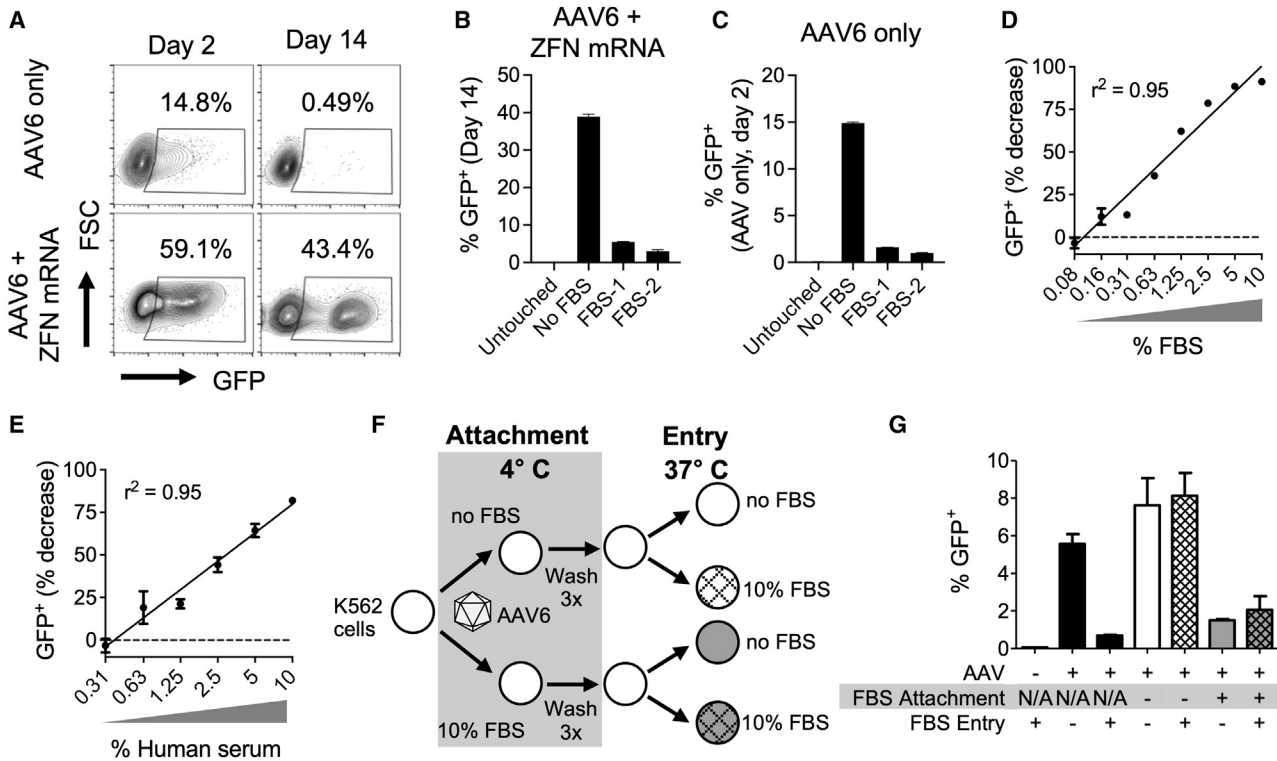 A
Day 2
Day 14
AAV6 only
14.8%
0.49%
AAV6 +
ZFN mRNA
59.1%
43.4%
FSC
GFP
B
AAV6 +
ZFN mRNA
% GFP+ (Day 14)
50
40
30
20
10
0
Untouched
No FBS
FBS-1
FBS-2
C
AAV6 only
% GFP+
(AAV only, day 2)
20
15
10
5
0
Untouched
No FBS
FBS-1
FBS-2
D
GFP+ (% decrease)
100
75
50
25
0
r2 = 0.95
0.08
0.16
0.31
0.63
1.25
2.5
5
10
% FBS
E
GFP+ (% decrease)
100
75
50
25
0
r2 = 0.95
0.31
0.63
1.25
2.5
5
10
% Human serum
F
Attachment
4° C
Entry
37° C
no FBS
no FBS
Wash
3x
10% FBS
K562
cells
AAV6
no FBS
Wash
3x
10% FBS
10% FBS
G
% GFP+
10
8
6
4
2
0
AAV - + + + + + +
FBS Attachment N/A N/A N/A - - + +
FBS Entry + - + - + - +